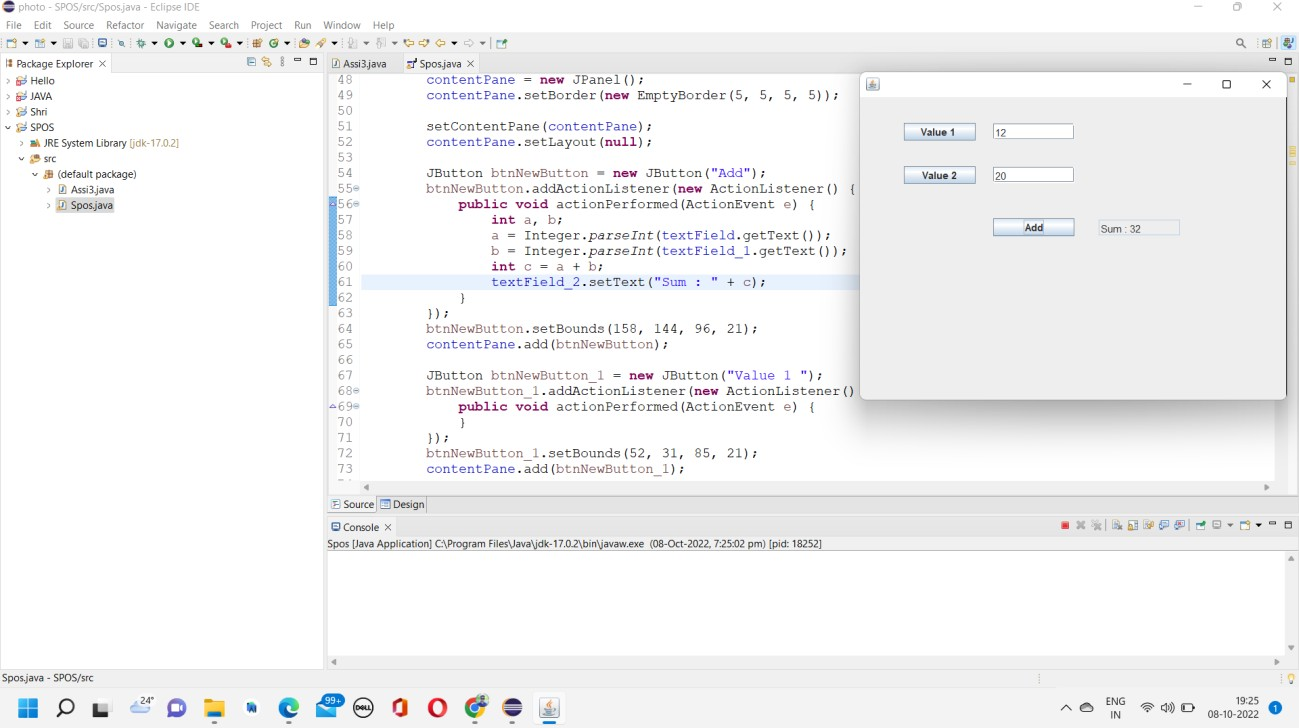 photo - SPOS/src/Spos.java - Eclipse IDE
File Edit Source Refactor Navigate Search Project Run Window Help
Package Explorer
Hello
JAVA
Shri
SPOS
JRE System Library [jdk-17.0.2]
src
(default package)
Assi3.java
Spos.java
Assi3.java Spos.java
48 contentPane = new JPanel();
49 contentPane.setBorder(new EmptyBorder(5, 5, 5, 5));
50
51 setContentPane(contentPane);
52 contentPane.setLayout(null);
53
54 JButton btnNewButton = new JButton("Add");
55 btnNewButton.addActionListener(new ActionListener() {
56 public void actionPerformed(ActionEvent e) {
57 int a, b;
58 a = Integer.parseInt(textField.getText());
59 b = Integer.parseInt(textField_1.getText());
60 int c = a + b;
61 textField_2.setText("Sum : " + c);
62 }
63 });
64 btnNewButton.setBounds(158, 144, 96, 21);
65 contentPane.add(btnNewButton);
66
67 JButton btnNewButton_1 = new JButton("Value 1 ");
68 btnNewButton_1.addActionListener(new ActionListener()
69 public void actionPerformed(ActionEvent e) {
70 }
71 });
72 btnNewButton_1.setBounds(52, 31, 85, 21);
73 contentPane.add(btnNewButton_1);
Value 1 12
Value 2 20
Add Sum : 32
Source Design
Console
Spos [Java Application] C:\Program Files\Java\jdk-17.0.2\bin\javaw.exe (08-Oct-2022, 7:25:02 pm) [pid: 18252]
Spos.java - SPOS/src
24°
99+
DELL
ENG
IN
19:25
08-10-2022
1